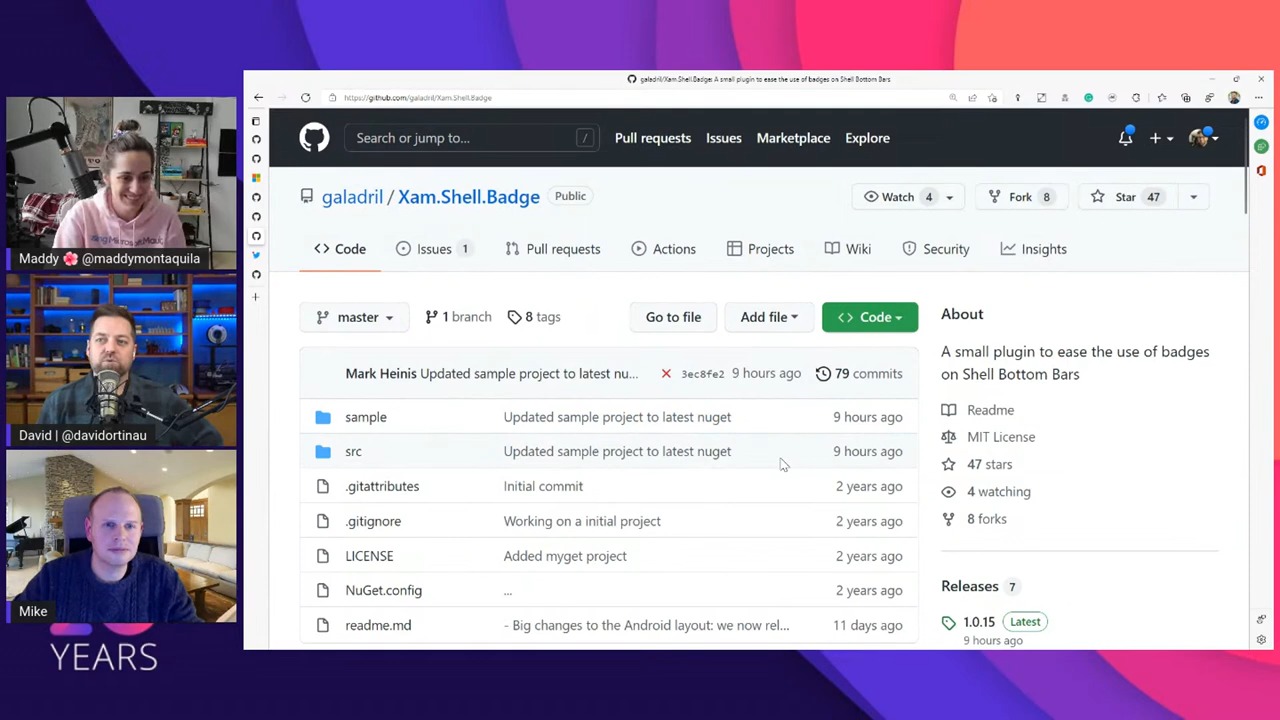 galadril/Xam.Shell.Badge: A small plugin to ease the use of badges on Shell Bottom Bars
https://github.com/galadril/Xam.Shell.Badge
Search or jump to... /
Pull requests Issues Marketplace Explore
galadril / Xam.Shell.Badge Public
Watch 4 Fork 8 Star 47
Code Issues 1 Pull requests Actions Projects Wiki Security Insights
master 1 branch 8 tags Go to file Add file Code
Mark Heinis Updated sample project to latest nu... 3ec8fe2 9 hours ago 79 commits
sample Updated sample project to latest nuget 9 hours ago
src Updated sample project to latest nuget 9 hours ago
.gitattributes Initial commit 2 years ago
.gitignore Working on a initial project 2 years ago
LICENSE Added myget project 2 years ago
NuGet.config ... 2 years ago
readme.md - Big changes to the Android layout: we now rel... 11 days ago
About
A small plugin to ease the use of badges
on Shell Bottom Bars
Readme
MIT License
47 stars
4 watching
8 forks
Releases 7
1.0.15 Latest
9 hours ago
Maddy 🌸 @maddymontaquila
David | @davidortinau
Mike
YEARS